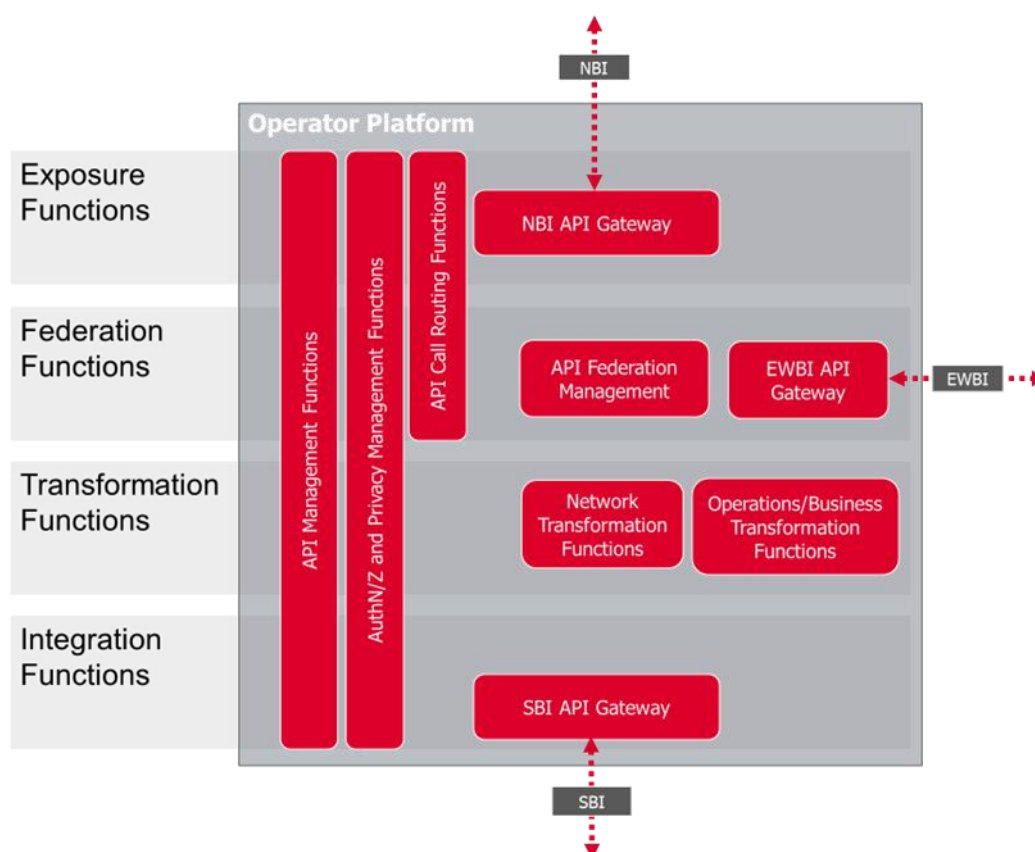 NBI
Operator Platform
Exposure
Functions
API Management Functions
AuthN/Z and Privacy Management Functions
API Call Routing Functions
NBI API Gateway
Federation
Functions
API Federation
Management
EWBI API
Gateway
EWBI
Transformation
Functions
Network
Transformation
Functions
Operations/Business
Transformation
Functions
Integration
Functions
SBI API Gateway
SBI